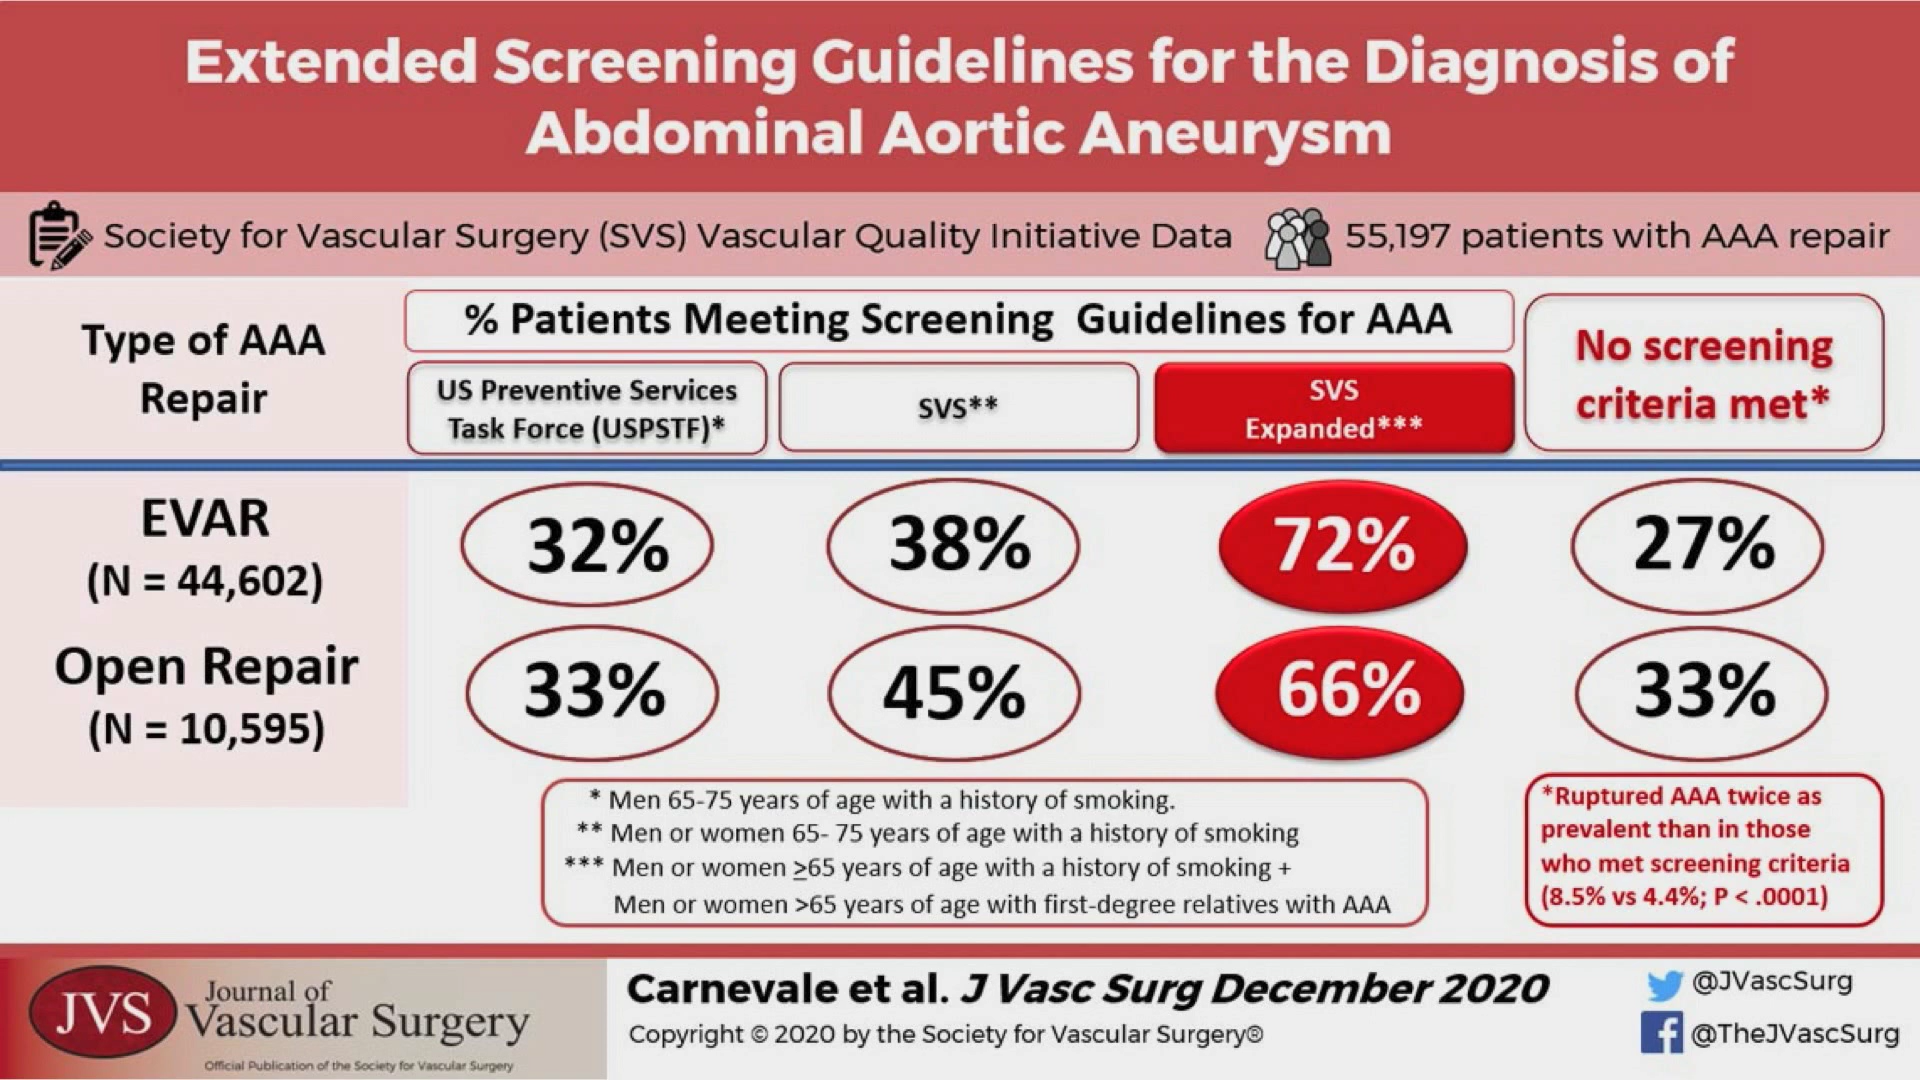 Extended Screening Guidelines for the Diagnosis of
Abdominal Aortic Aneurysm
Society for Vascular Surgery (SVS) Vascular Quality Initiative Data
55,197 patients with AAA repair
Type of AAA
Repair
% Patients Meeting Screening Guidelines for AAA
US Preventive Services
Task Force (USPSTF)*
SVS**
SVS
Expanded***
No screening
criteria met*
EVAR
(N = 44,602)
32%
38%
72%
27%
Open Repair
(N = 10,595)
33%
45%
66%
33%
* Men 65-75 years of age with a history of smoking.
** Men or women 65- 75 years of age with a history of smoking
*** Men or women ≥65 years of age with a history of smoking +
Men or women >65 years of age with first-degree relatives with AAA
*Ruptured AAA twice as
prevalent than in those
who met screening criteria
(8.5% vs 4.4%; P < .0001)
JVS
Journal of
Vascular Surgery
Official Publication of the Society for Vascular Surgery
Carnevale et al. J Vasc Surg December 2020
Copyright © 2020 by the Society for Vascular Surgery®
@JVascSurg
@TheJVascSurg